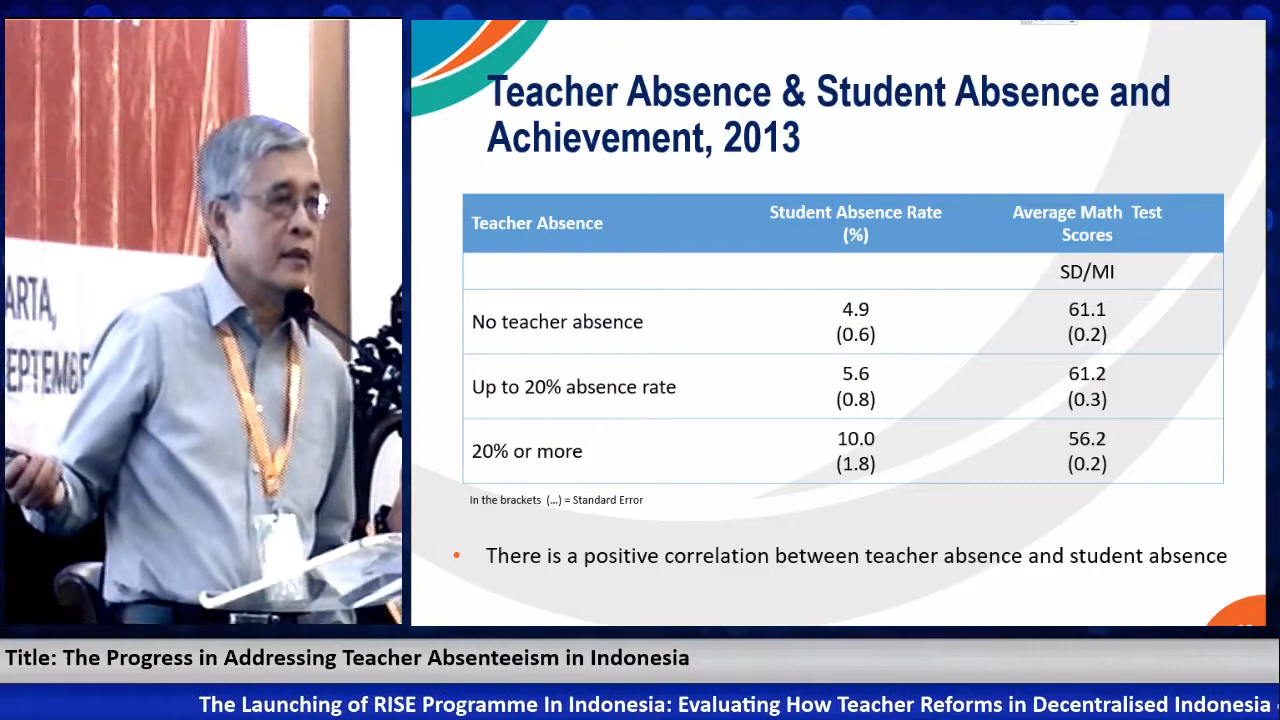 ARTA,
SEPTEMBE
Teacher Absence & Student Absence and
Achievement, 2013
Teacher Absence
Student Absence Rate
(%)
Average Math Test
Scores
SD/MI
No teacher absence
4.9
(0.6)
61.1
(0.2)
Up to 20% absence rate
5.6
(0.8)
61.2
(0.3)
20% or more
10.0
(1.8)
56.2
(0.2)
In the brackets (...) = Standard Error
• There is a positive correlation between teacher absence and student absence
Title: The Progress in Addressing Teacher Absenteeism in Indonesia
The Launching of RISE Programme In Indonesia: Evaluating How Teacher Reforms in Decentralised Indonesia